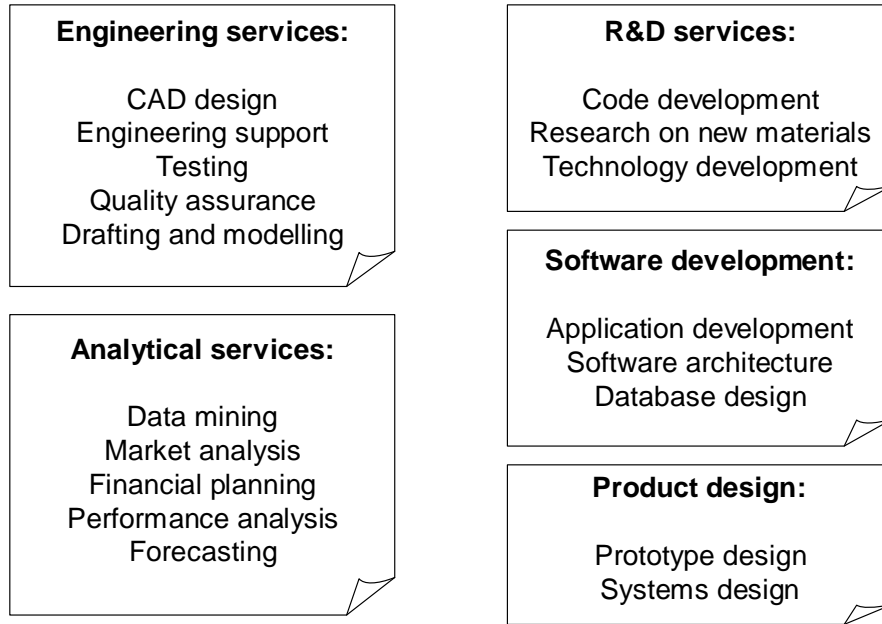 Engineering services:
CAD design
Engineering support
Testing
Quality assurance
Drafting and modelling
Analytical services:
Data mining
Market analysis
Financial planning
Performance analysis
Forecasting
R&D services:
Code development
Research on new materials
Technology development
Software development:
Application development
Software architecture
Database design
Product design:
Prototype design
Systems design